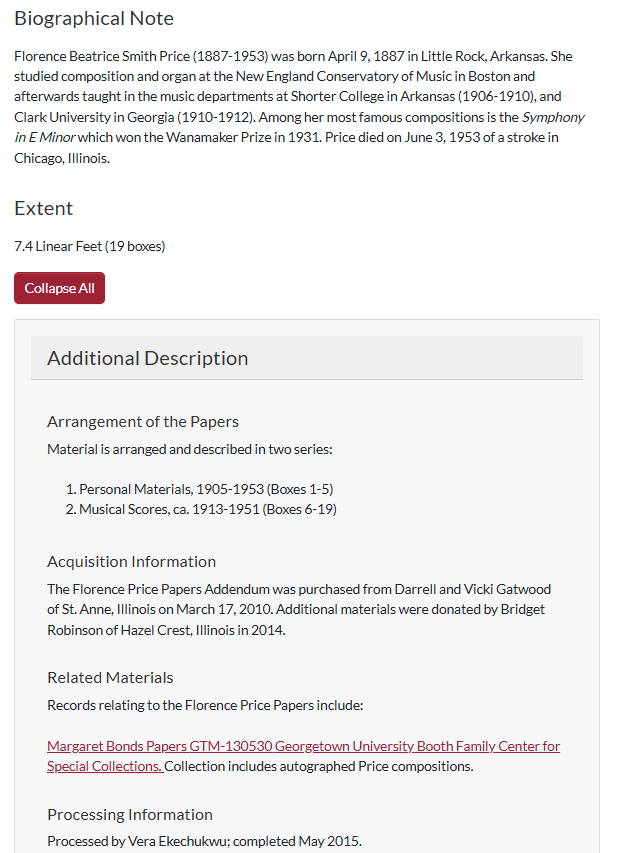 Biographical Note
Florence Beatrice Smith Price (1887-1953) was born April 9, 1887 in Little Rock, Arkansas. She
studied composition and organ at the New England Conservatory of Music in Boston and
afterwards taught in the music departments at Shorter College in Arkansas (1906-1910), and
Clark University in Georgia (1910-1912). Among her most famous compositions is the Symphony
in E Minor which won the Wanamaker Prize in 1931. Price died on June 3, 1953 of a stroke in
Chicago, Illinois.
Extent
7.4 Linear Feet (19 boxes)
Collapse All
Additional Description
Arrangement of the Papers
Material is arranged and described in two series:
1. Personal Materials, 1905-1953 (Boxes 1-5)
2. Musical Scores, ca. 1913-1951 (Boxes 6-19)
Acquisition Information
The Florence Price Papers Addendum was purchased from Darrell and Vicki Gatwood
of St. Anne, Illinois on March 17, 2010. Additional materials were donated by Bridget
Robinson of Hazel Crest, Illinois in 2014.
Related Materials
Records relating to the Florence Price Papers include:
Margaret Bonds Papers GTM-130530 Georgetown University Booth Family Center for
Special Collections. Collection includes autographed Price compositions.
Processing Information
Processed by Vera Ekechukwu; completed May 2015.